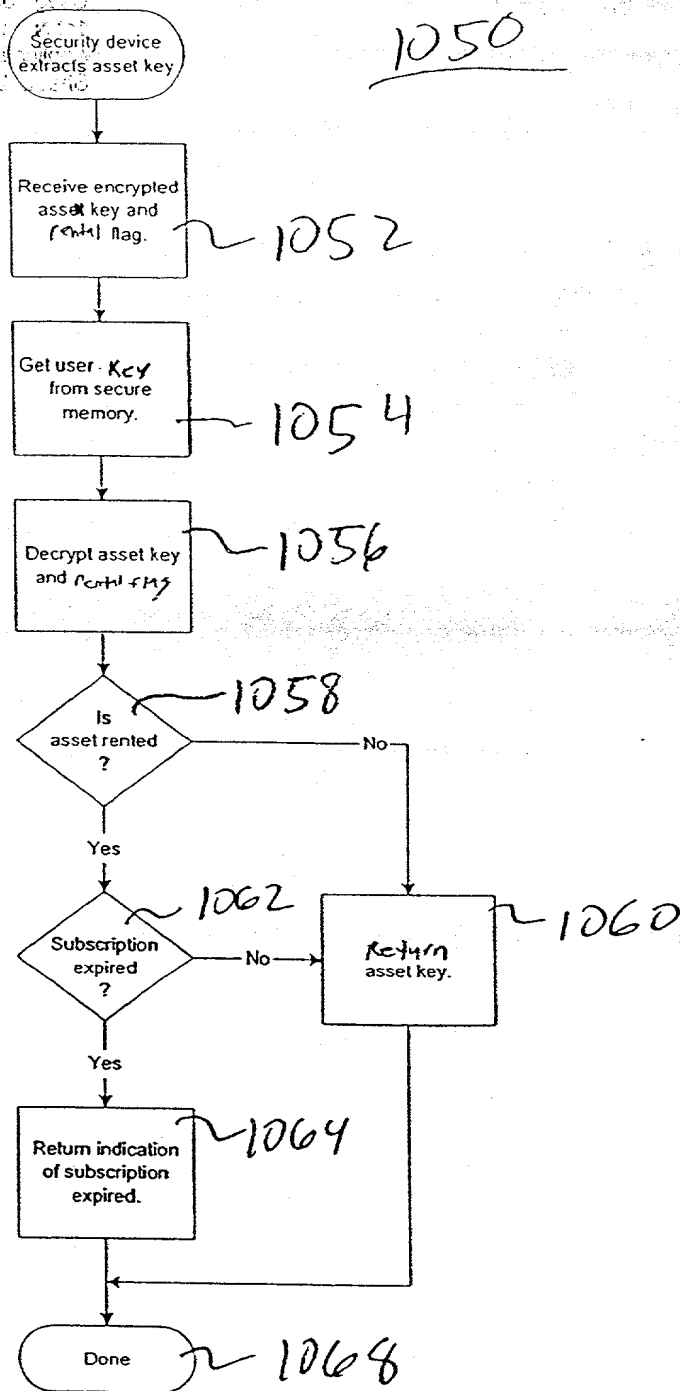 1050
Security device
extracts asset key
Receive encrypted
asset key and
rental flag.
1052
Get user key
from secure
memory.
1054
Decrypt asset key
and rental flag
1056
Is
asset rented
?
1058
No
Yes
Subscription
expired
?
1062
No
Return
asset key.
1060
Yes
Return indication
of subscription
expired.
1064
Done
1068